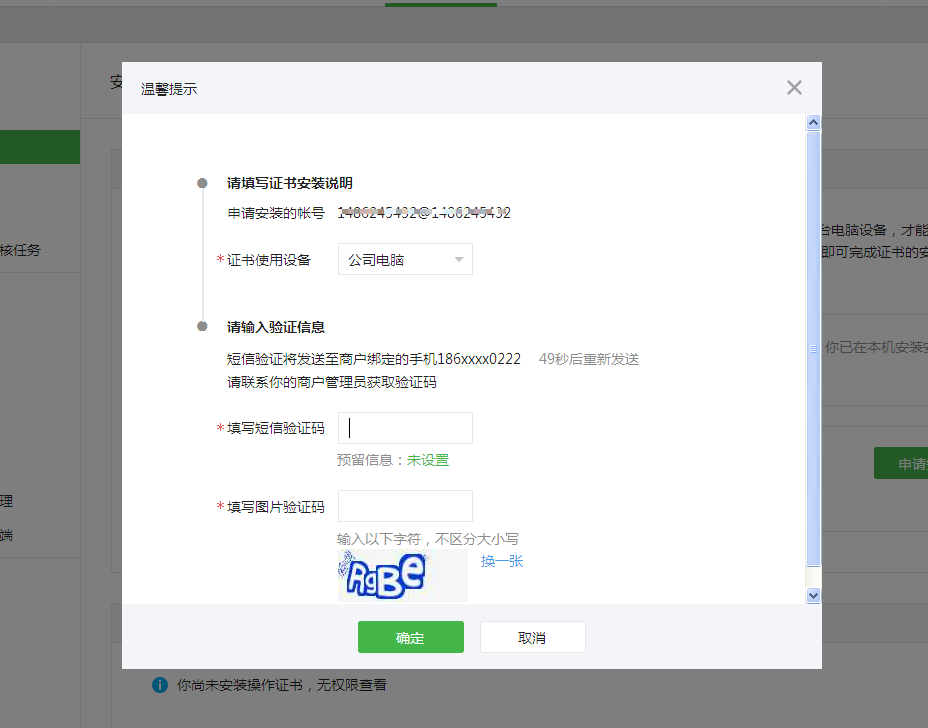 安
温馨提示
请填写证书安装说明
申请安装的帐号
核任务
台电脑设备，才能
即可完成证书的安
*证书使用设备 公司电脑
请输入验证信息
短信验证将发送至商户绑定的手机186xxxx0222 49秒后重新发送
你已在本机安装安
请联系你的商户管理员获取验证码
*填写短信验证码
预留信息：未设置
申请安
理
*填写图片验证码
端
输入以下字符，不区分大小写
RgBe 换一张
确定 取消
你尚未安装操作证书，无权限查看